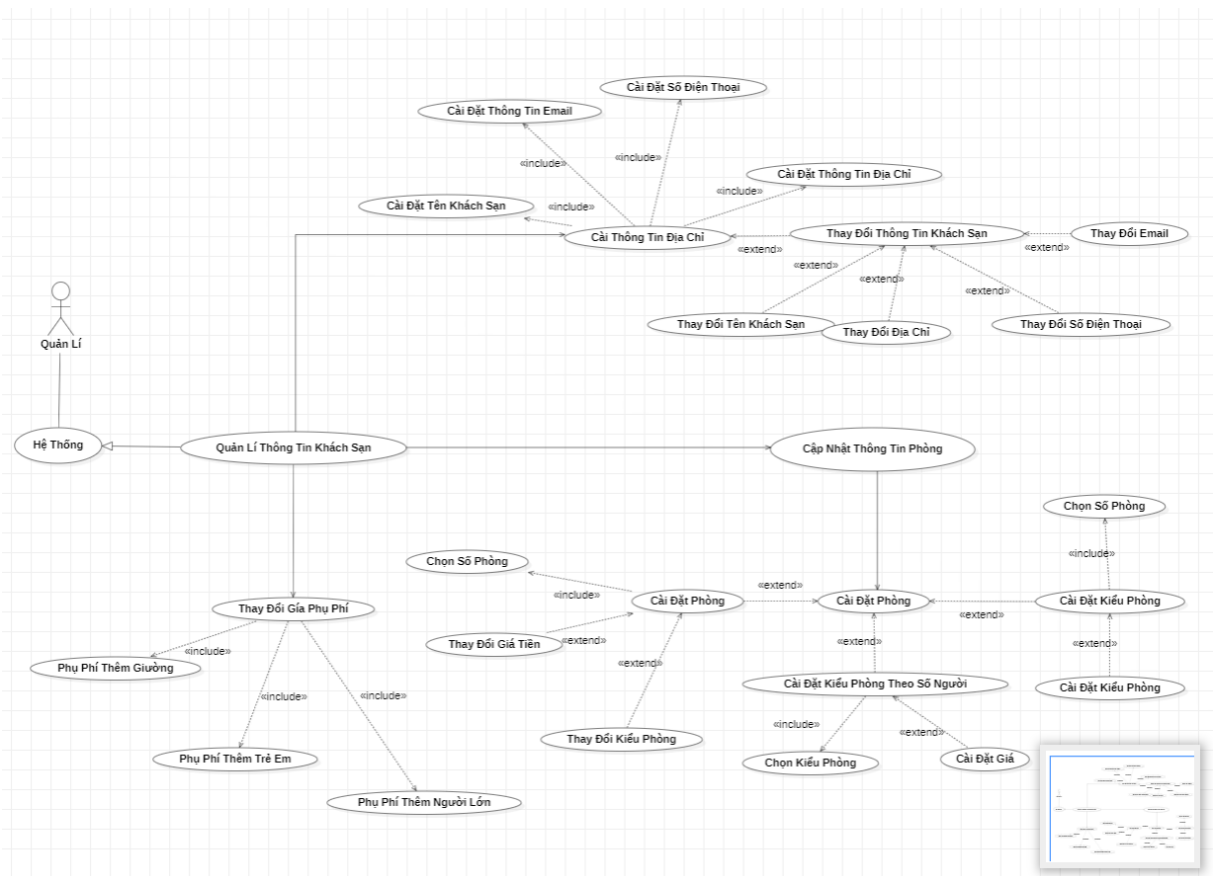 Cài Đặt Số Điện Thoại
Cài Đặt Thông Tin Email
«include»
«include»
Cài Đặt Thông Tin Địa Chỉ
«include»
Cài Đặt Tên Khách Sạn
«include»
Cài Thông Tin Địa Chỉ
Thay Đổi Thông Tin Khách Sạn
Thay Đổi Email
«extend»
«extend»
«extend»
«extend»
«extend»
Thay Đổi Tên Khách Sạn
Thay Đổi Địa Chỉ
Thay Đổi Số Điện Thoại
Quản Lí
Hệ Thống
Quản Lí Thông Tin Khách Sạn
Cập Nhật Thông Tin Phòng
Chọn Số Phòng
«include»
Chọn Số Phòng
«include»
«extend»
Thay Đổi Gía Phụ Phí
Cài Đặt Phòng
Cài Đặt Phòng
Cài Đặt Kiểu Phòng
«extend»
Thay Đổi Giá Tiền
«extend»
«extend»
«extend»
«include»
«extend»
Phụ Phí Thêm Giường
Cài Đặt Kiểu Phòng Theo Số Người
Cài Đặt Kiểu Phòng
«include»
«include»
«include»
«extend»
Thay Đổi Kiểu Phòng
Phụ Phí Thêm Trẻ Em
Chọn Kiểu Phòng
Cài Đặt Giá
Phụ Phí Thêm Người Lớn